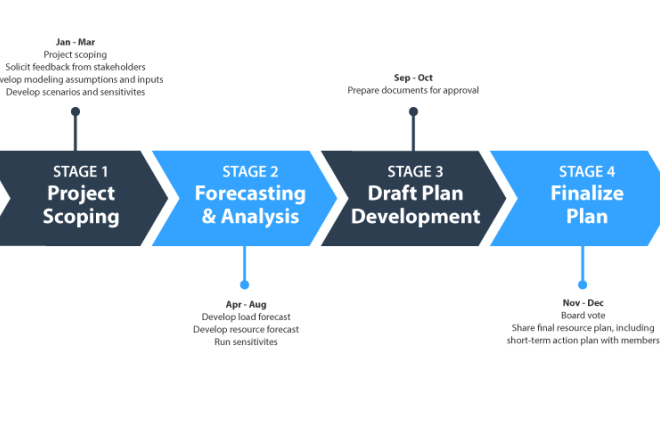 Jan - Mar
Project scoping
Solicit feedback from stakeholders
modeling assumptions and inputs
Develop scenarios and sensitivites
Sep - Oct
Prepare documents for approval
STAGE 1
Project
Scoping
STAGE 2
Forecasting
& Analysis
STAGE 3
Draft Plan
Development
STAGE 4
Finalize
Plan
Apr - Aug
Develop load forecast
Develop resource forecast
Run sensitivites
Nov - Dec
Board vote
Share final resource plan, including
short-term action plan with members